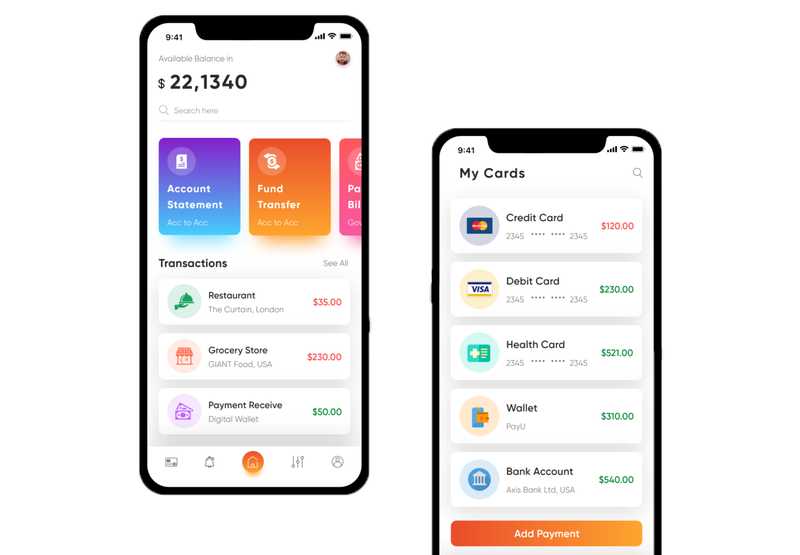 9:41
Available Balance in
$ 22,1340
Search here
Account
Statement
Acc to Acc
Fund
Transfer
Acc to Acc
Pa
Bil
Gov
Transactions
See All
Restaurant
The Curtain, London
$35.00
Grocery Store
GIANT Food, USA
$230.00
Payment Receive
Digital Wallet
$50.00
9:41
My Cards
Credit Card
2345 **** **** 2345
$120.00
Debit Card
VISA
2345 **** **** 2345
$230.00
Health Card
2345 **** **** 2345
$521.00
Wallet
PayU
$310.00
Bank Account
Axis Bank Ltd, USA
$540.00
Add Payment